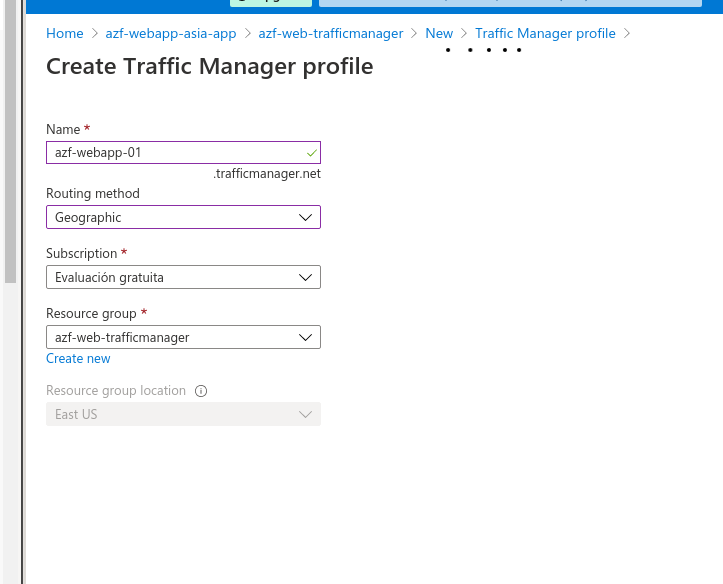 Home > azf-webapp-asia-app > azf-web-trafficmanager > New > Traffic Manager profile >
Create Traffic Manager profile
Name *
azf-webapp-01
.trafficmanager.net
Routing method
Geographic
Subscription *
Evaluación gratuita
Resource group *
azf-web-trafficmanager
Create new
Resource group location
East US